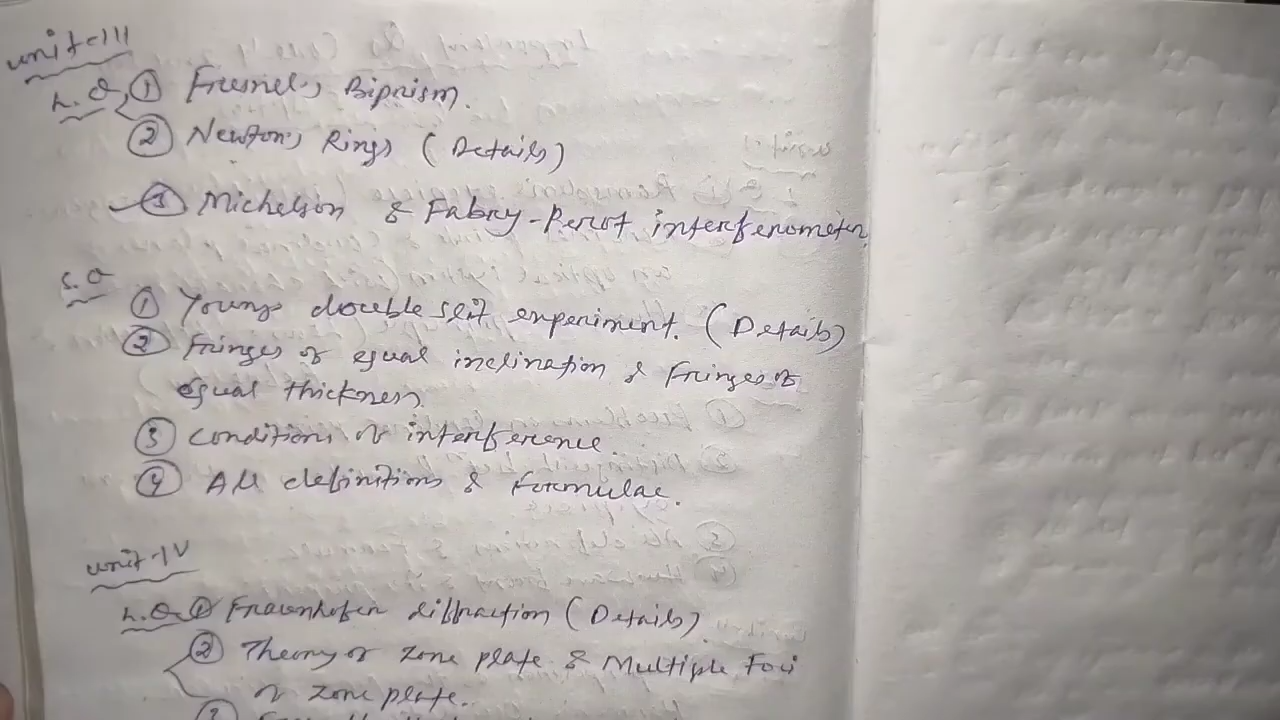 unit-III
L.Q, ① Fresnel's Biprism.
② Newton's Rings (Details)
③ Michelson & Fabry-Perot interferometer.
S.Q
① Youngs double slit experiment. (Details)
② Fringes of equal inclination & Fringes of
equal thickness
③ Conditions of interference
④ All definitions & Formulae.
unit-IV
L.Q ① Fraunhofer diffraction (Details)
② Theory of zone plate & Multiple Foci
of zone plate.